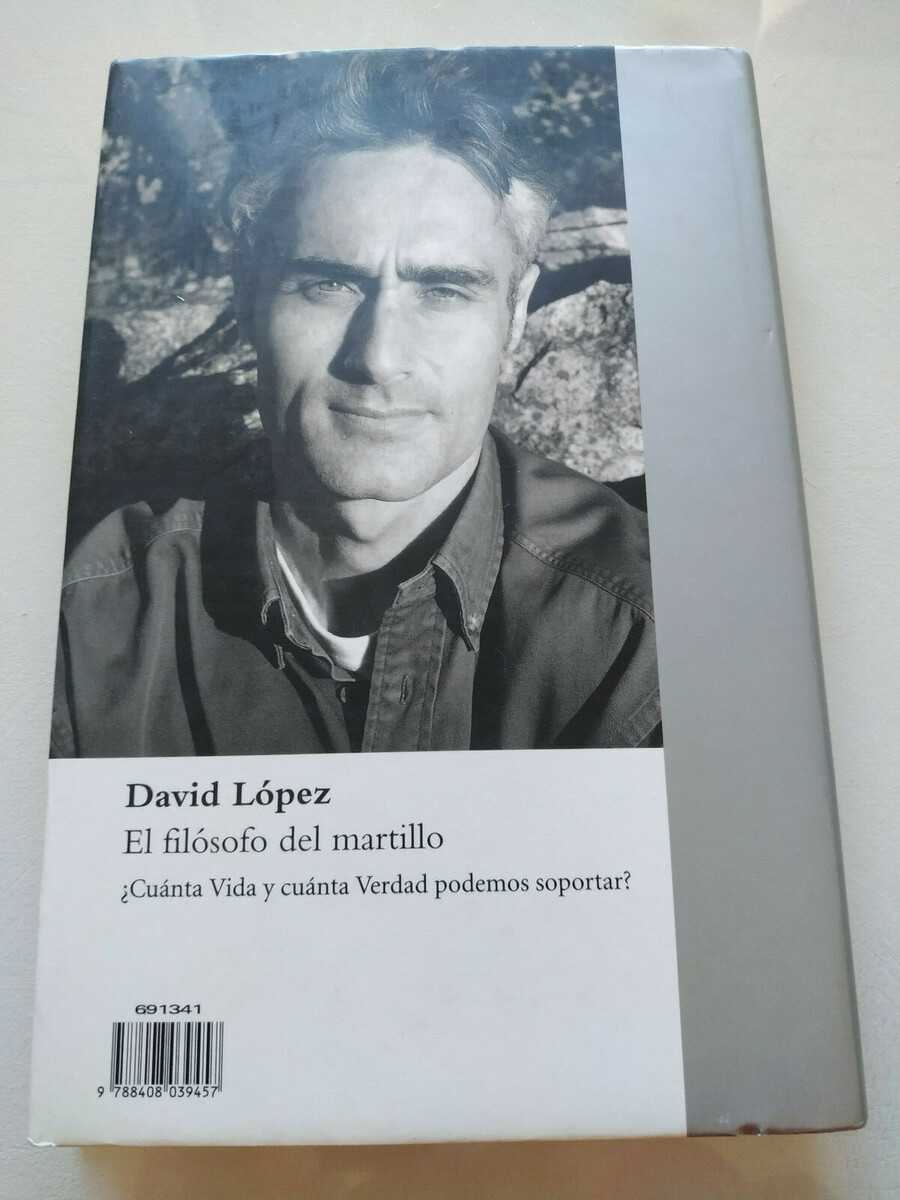 David López
El filósofo del martillo
¿Cuánta Vida y cuánta Verdad podemos soportar?
691341
9 788408 039457